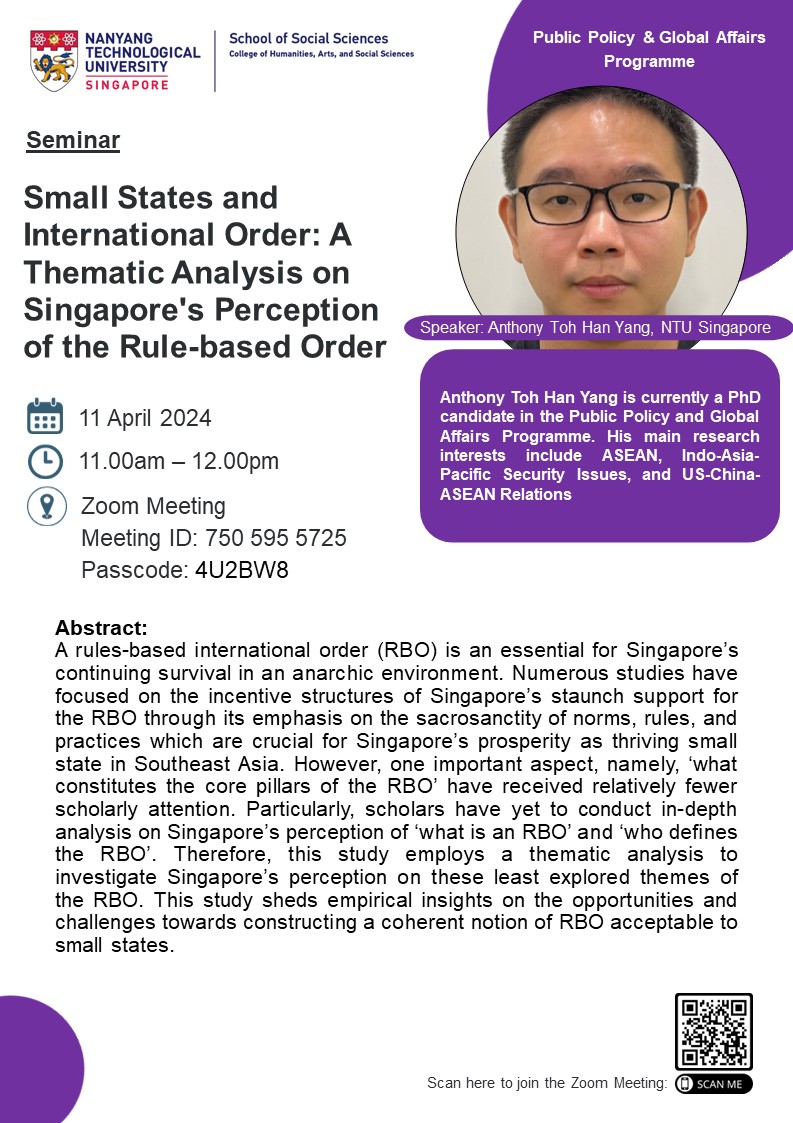 NANYANG
TECHNOLOGICAL
UNIVERSITY
SINGAPORE
School of Social Sciences
College of Humanities, Arts, and Social Sciences
Public Policy & Global Affairs
Programme
Seminar
Small States and
International Order: A
Thematic Analysis on
Singapore's Perception
of the Rule-based Order
Speaker: Anthony Toh Han Yang, NTU Singapore
Anthony Toh Han Yang is currently a PhD
candidate in the Public Policy and Global
Affairs Programme. His main research
interests include ASEAN, Indo-Asia-
Pacific Security Issues, and US-China-
ASEAN Relations
11 April 2024
11.00am – 12.00pm
Zoom Meeting
Meeting ID: 750 595 5725
Passcode: 4U2BW8
Abstract:
A rules-based international order (RBO) is an essential for Singapore’s
continuing survival in an anarchic environment. Numerous studies have
focused on the incentive structures of Singapore’s staunch support for
the RBO through its emphasis on the sacrosanctity of norms, rules, and
practices which are crucial for Singapore’s prosperity as thriving small
state in Southeast Asia. However, one important aspect, namely, ‘what
constitutes the core pillars of the RBO’ have received relatively fewer
scholarly attention. Particularly, scholars have yet to conduct in-depth
analysis on Singapore’s perception of ‘what is an RBO’ and ‘who defines
the RBO’. Therefore, this study employs a thematic analysis to
investigate Singapore’s perception on these least explored themes of
the RBO. This study sheds empirical insights on the opportunities and
challenges towards constructing a coherent notion of RBO acceptable to
small states.
Scan here to join the Zoom Meeting:
SCAN ME